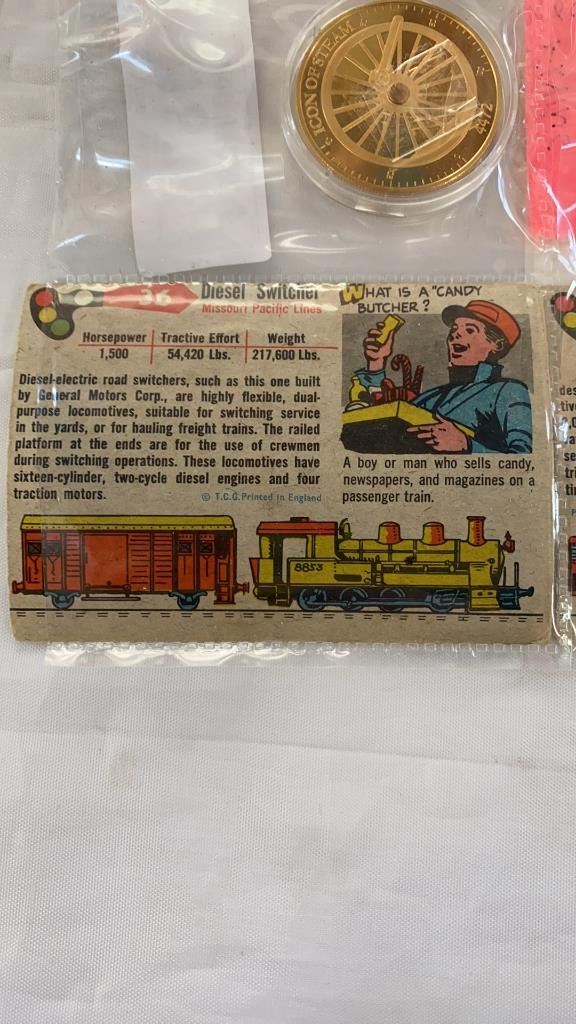 ICON OF STEAM
4472
36
Diesel Switcher
Missouri Pacific Lines
Horsepower Tractive Effort Weight
1,500 54,420 Lbs. 217,600 Lbs.
Diesel-electric road switchers, such as this one built
by General Motors Corp., are highly flexible, dual-
purpose locomotives, suitable for switching service
in the yards, or for hauling freight trains. The railed
platform at the ends are for the use of crewmen
during switching operations. These locomotives have
sixteen-cylinder, two-cycle diesel engines and four
traction motors.
© T.C.G. Printed in England
WHAT IS A "CANDY
BUTCHER?
A boy or man who sells candy,
newspapers, and magazines on a
passenger train.
8853
des